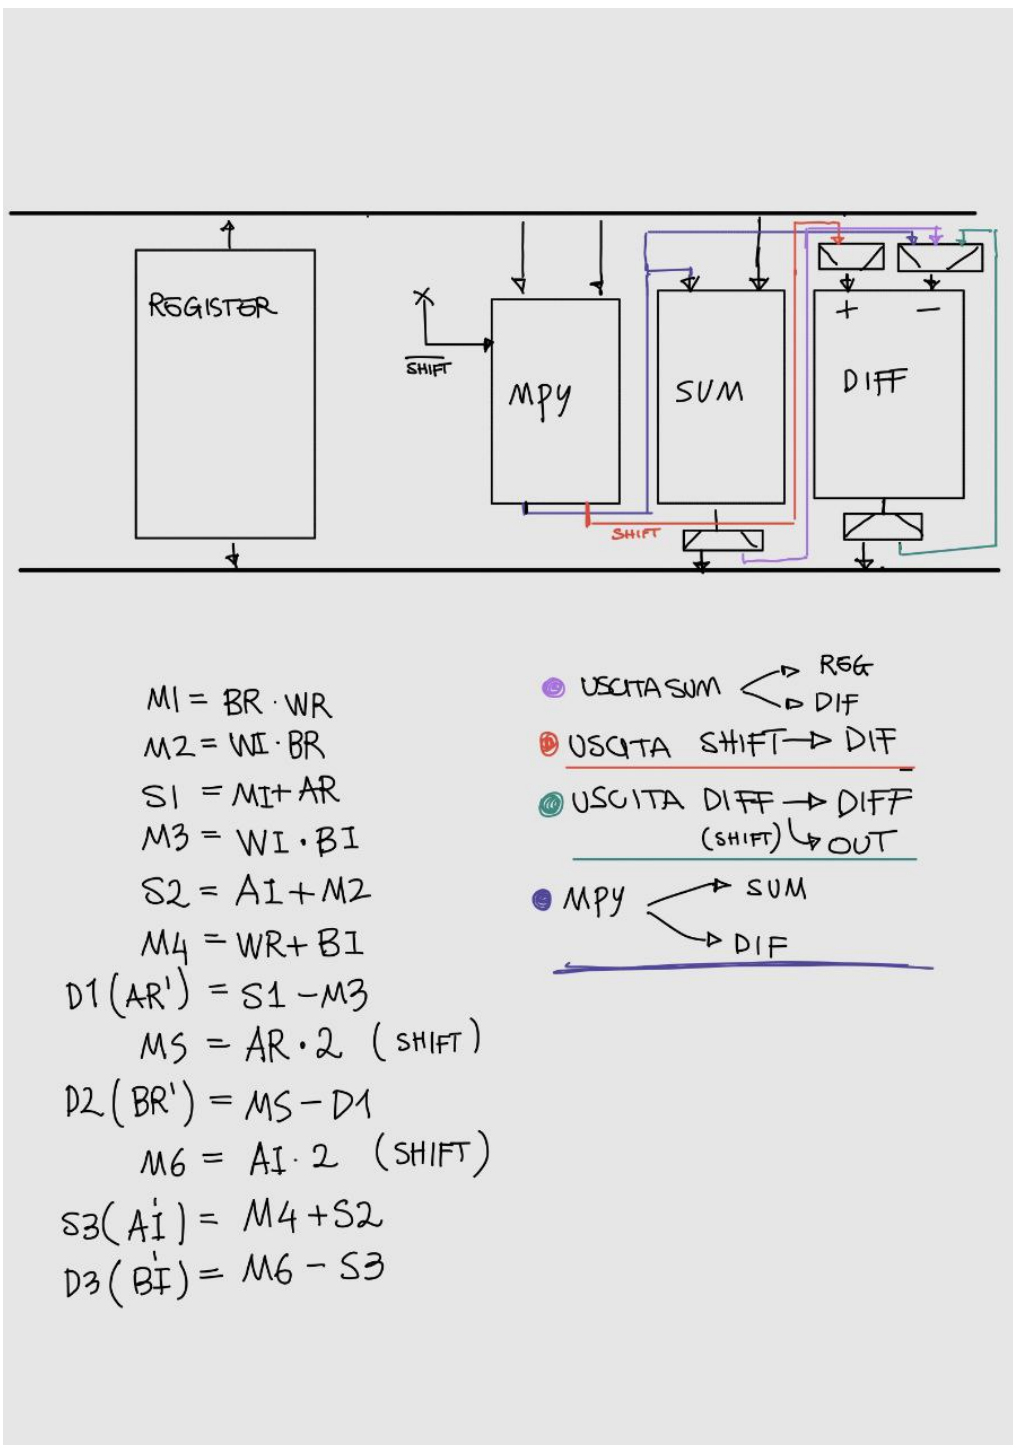 REGISTER
X
SHIFT
MPY
SUM
+ −
DIFF
SHIFT
M1 = BR · WR
M2 = WI · BR
S1 = M1 + AR
M3 = WI · BI
S2 = AI + M2
M4 = WR + BI
D1 (AR') = S1 − M3
M5 = AR · 2 (SHIFT)
D2 (BR') = M5 − D1
M6 = AI · 2 (SHIFT)
S3 (AI') = M4 + S2
D3 (BI') = M6 − S3
USCITA SUM → REG
→ DIF
USCITA SHIFT → DIF
USCITA DIFF → DIFF
(SHIFT) → OUT
MPY → SUM
→ DIF